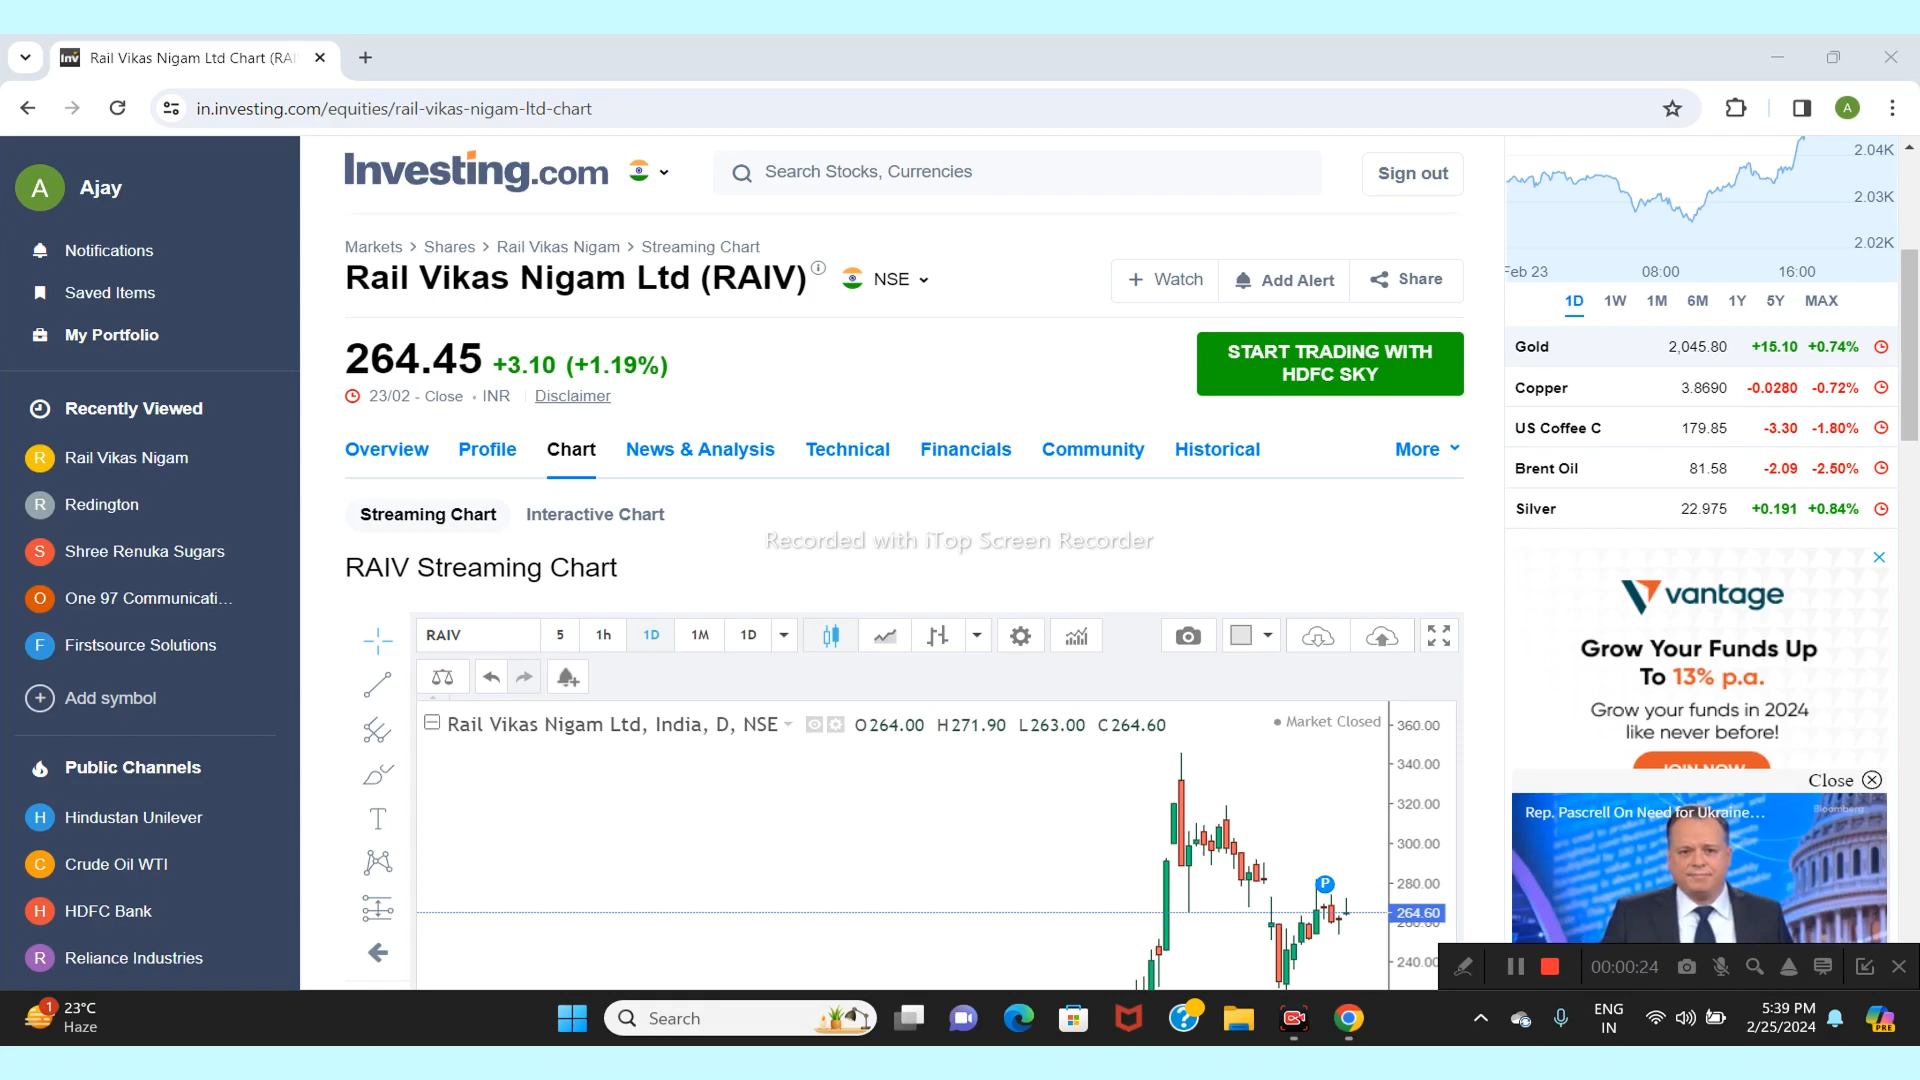 Rail Vikas Nigam Ltd Chart (RAI
in.investing.com/equities/rail-vikas-nigam-ltd-chart
A
A
Ajay
Notifications
Saved Items
My Portfolio
Recently Viewed
R Rail Vikas Nigam
R Redington
S Shree Renuka Sugars
O One 97 Communicati...
F Firstsource Solutions
Add symbol
Public Channels
H Hindustan Unilever
C Crude Oil WTI
H HDFC Bank
R Reliance Industries
Investing.com
Search Stocks, Currencies
Sign out
Markets > Shares > Rail Vikas Nigam > Streaming Chart
Rail Vikas Nigam Ltd (RAIV)
NSE
+ Watch
Add Alert
Share
264.45 +3.10 (+1.19%)
23/02 - Close • INR
Disclaimer
START TRADING WITH
HDFC SKY
Overview Profile Chart News & Analysis Technical Financials Community Historical More
Streaming Chart Interactive Chart
Recorded with iTop Screen Recorder
RAIV Streaming Chart
RAIV 5 1h 1D 1M 1D
Rail Vikas Nigam Ltd, India, D, NSE O264.00 H271.90 L263.00 C264.60
Market Closed
360.00
340.00
320.00
300.00
280.00
264.60
260.00
240.00
P
2.04K
2.03K
2.02K
Feb 23 08:00 16:00
1D 1W 1M 6M 1Y 5Y MAX
Gold 2,045.80 +15.10 +0.74%
Copper 3.8690 -0.0280 -0.72%
US Coffee C 179.85 -3.30 -1.80%
Brent Oil 81.58 -2.09 -2.50%
Silver 22.975 +0.191 +0.84%
vantage
Grow Your Funds Up
To 13% p.a.
Grow your funds in 2024
like never before!
JOIN NOW
Close
Rep. Pascrell On Need for Ukraine...
Bloomberg
00:00:24
1
23°C
Haze
Search
ENG
IN
5:39 PM
2/25/2024
PRE